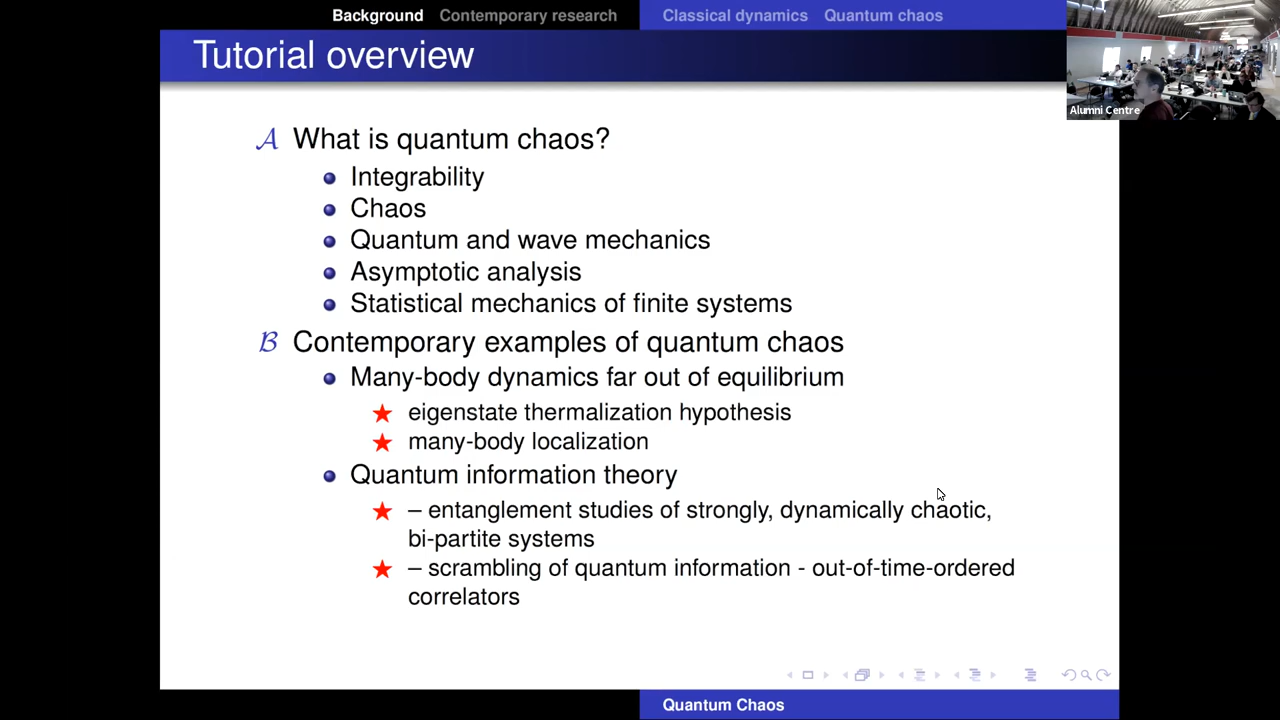 Background Contemporary research Classical dynamics Quantum chaos
Tutorial overview
Alumni Centre
A What is quantum chaos?
Integrability
Chaos
Quantum and wave mechanics
Asymptotic analysis
Statistical mechanics of finite systems
B Contemporary examples of quantum chaos
Many-body dynamics far out of equilibrium
eigenstate thermalization hypothesis
many-body localization
Quantum information theory
– entanglement studies of strongly, dynamically chaotic,
bi-partite systems
– scrambling of quantum information - out-of-time-ordered
correlators
Quantum Chaos